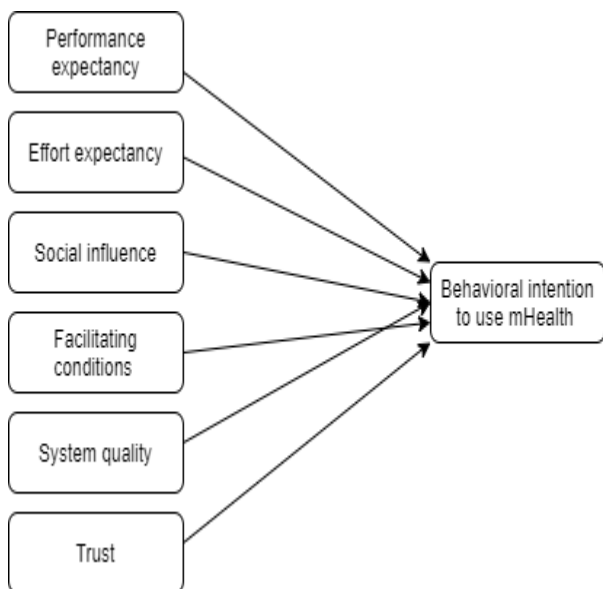 Performance
expectancy
Effort expectancy
Social influence
Facilitating
conditions
System quality
Trust
Behavioral intention
to use mHealth